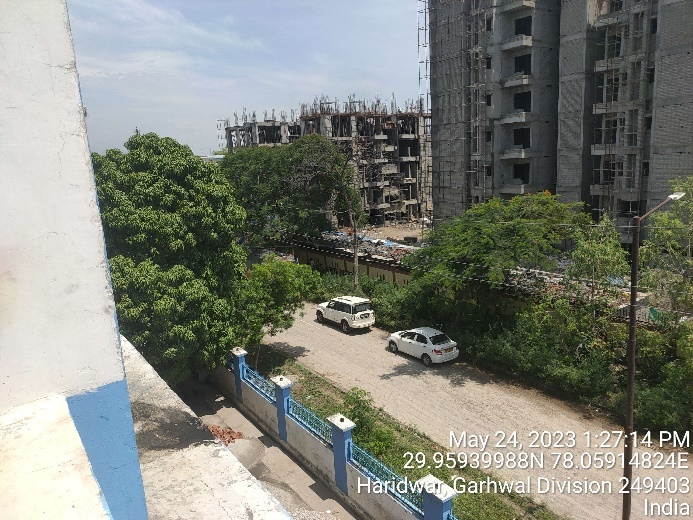 May 24, 2023 1:27:14 PM
29.95939988N 78.05914824E
Haridwar, Garhwal Division 249403
India